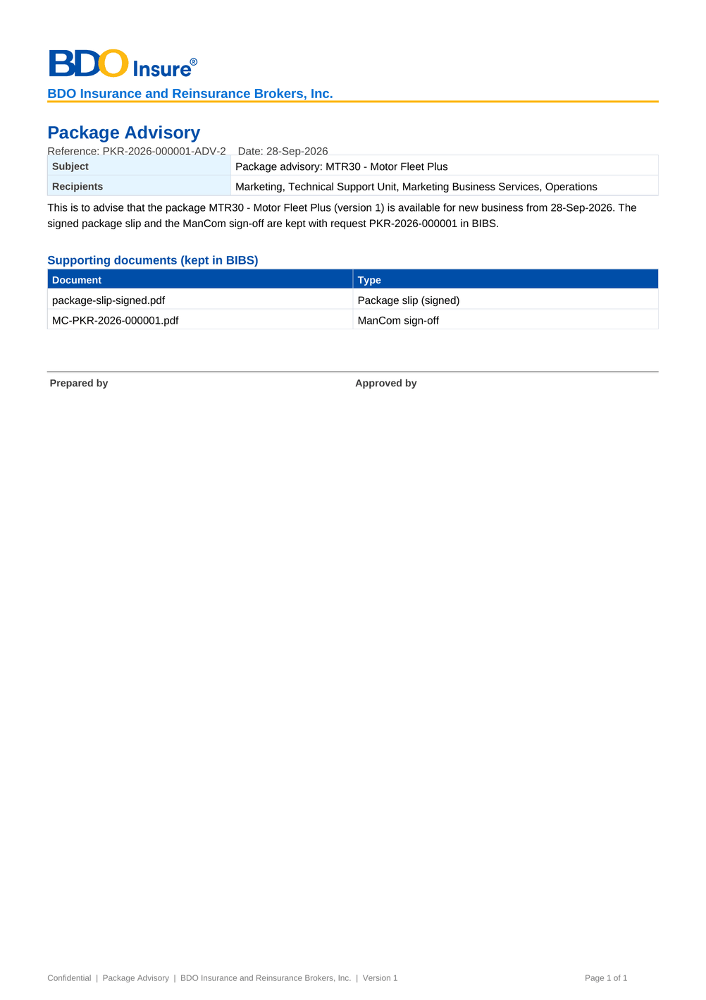 BDO Insure®
BDO Insurance and Reinsurance Brokers, Inc.
Package Advisory
Reference: PKR-2026-000001-ADV-2 Date: 28-Sep-2026
Subject Package advisory: MTR30 - Motor Fleet Plus
Recipients Marketing, Technical Support Unit, Marketing Business Services, Operations
This is to advise that the package MTR30 - Motor Fleet Plus (version 1) is available for new business from 28-Sep-2026. The
signed package slip and the ManCom sign-off are kept with request PKR-2026-000001 in BIBS.
Supporting documents (kept in BIBS)
Document Type
package-slip-signed.pdf Package slip (signed)
MC-PKR-2026-000001.pdf ManCom sign-off
Prepared by Approved by
Confidential | Package Advisory | BDO Insurance and Reinsurance Brokers, Inc. | Version 1 Page 1 of 1